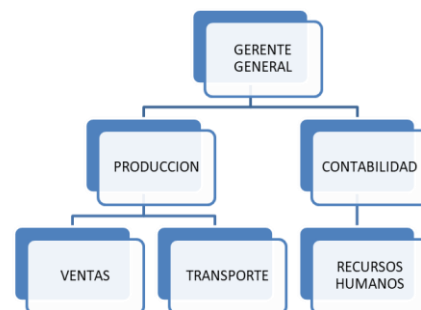 GERENTE
GENERAL
PRODUCCION
CONTABILIDAD
VENTAS
TRANSPORTE
RECURSOS
HUMANOS